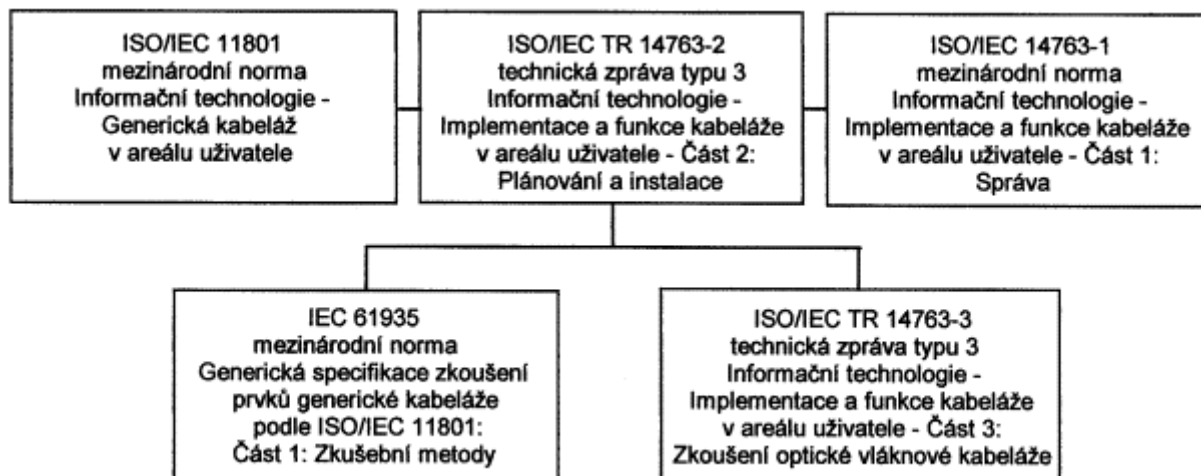 ISO/IEC 11801
mezinárodní norma
Informační technologie -
Generická kabeláž
v areálu uživatele
ISO/IEC TR 14763-2
technická zpráva typu 3
Informační technologie -
Implementace a funkce kabeláže
v areálu uživatele - Část 2:
Plánování a instalace
ISO/IEC 14763-1
mezinárodní norma
Informační technologie -
Implementace a funkce kabeláže
v areálu uživatele - Část 1:
Správa
IEC 61935
mezinárodní norma
Generická specifikace zkoušení
prvků generické kabeláže
podle ISO/IEC 11801:
Část 1: Zkušební metody
ISO/IEC TR 14763-3
technická zpráva typu 3
Informační technologie -
Implementace a funkce kabeláže
v areálu uživatele - Část 3:
Zkoušení optické vláknové kabeláže